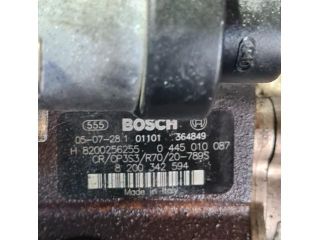 555 BOSCH
05-07-28 1 01101 364849
H 8200256255 0 445 010 087
CR/CP3S3/R70/20-789S
8 200 342 594
Made in Italy